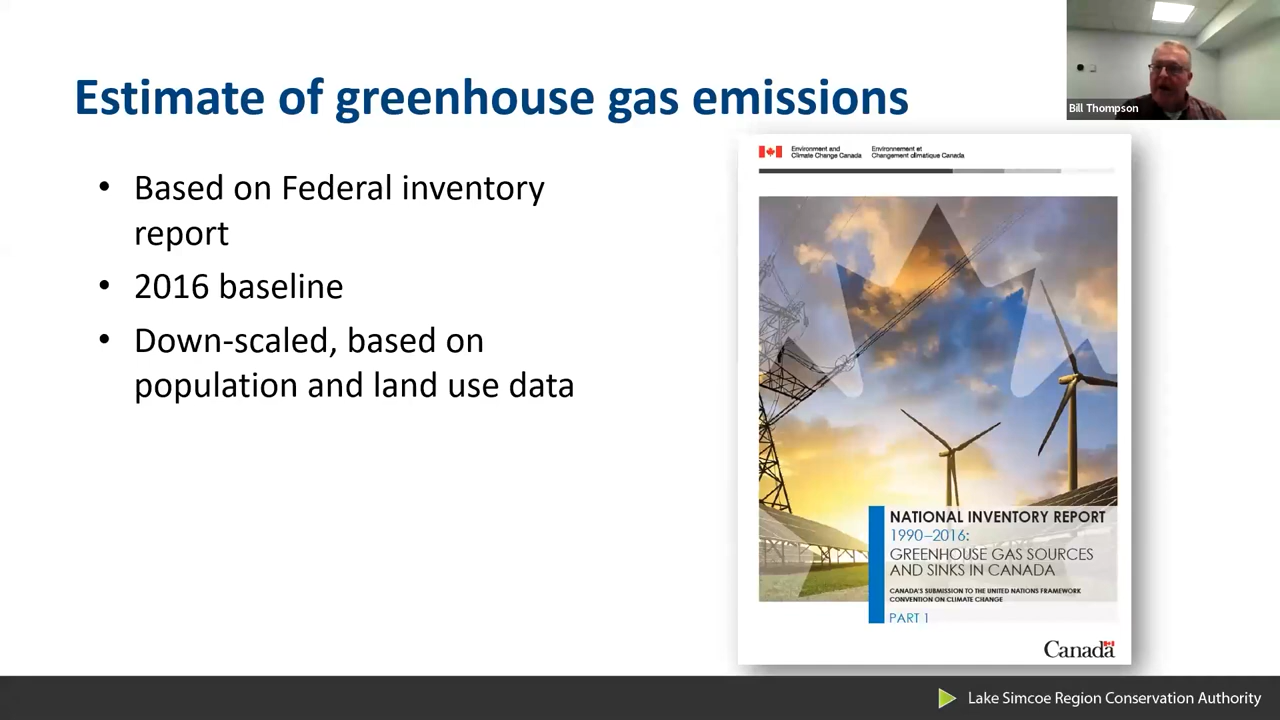 Estimate of greenhouse gas emissions
Bill Thompson
• Based on Federal inventory
report
• 2016 baseline
• Down-scaled, based on
population and land use data
Environment and
Climate Change Canada
Environnement et
Changement climatique Canada
NATIONAL INVENTORY REPORT
1990–2016:
GREENHOUSE GAS SOURCES
AND SINKS IN CANADA
CANADA'S SUBMISSION TO THE UNITED NATIONS FRAMEWORK
CONVENTION ON CLIMATE CHANGE
PART 1
Canada
Lake Simcoe Region Conservation Authority